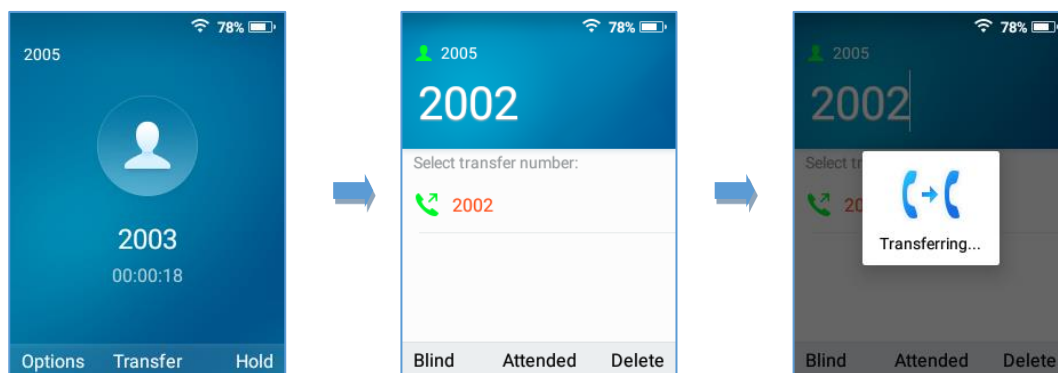 78%
2005
2003
00:00:18
Options Transfer Hold
78%
2005
2002
Select transfer number:
2002
Blind Attended Delete
78%
2005
2002
Select tr
20
Transferring...
Blind Attended Delete